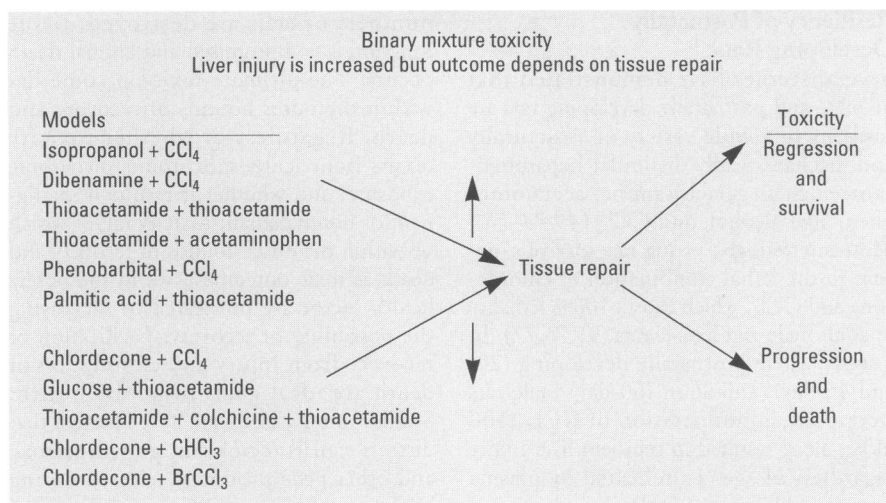 Binary mixture toxicity
Liver injury is increased but outcome depends on tissue repair
Models
Isopopanol + CCl4
Dibenamine + CCl4
Thioacetamide + thioaceamide
Thioacetamide + acetaminophen
Phenobarbital + CCl4
Palmitic acid + thioacetamide
Chlordecone + CCl4
Glucose + thioacetamide
Thioacetamide + colchicine + thioacetamide
Chlordecone + CHCl3
Chlordecone + BrCCl3
Tissue repair
Toxicity
Regression
and
survival
Progression
and
death